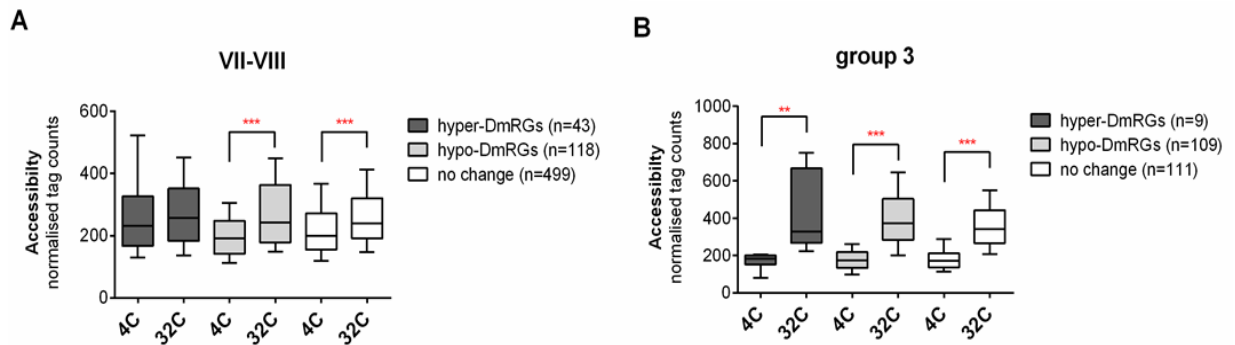 A
VII-VIII
Accessibilty
normalised tag counts
600
400
200
0
***
***
4C 32C 4C 32C 4C 32C
hyper-DmRGs (n=43)
hypo-DmRGs (n=118)
no change (n=499)
B
group 3
Accessibilty
normalised tag counts
1000
800
600
400
200
0
**
***
***
4C 32C 4C 32C 4C 32C
hyper-DmRGs (n=9)
hypo-DmRGs (n=109)
no change (n=111)